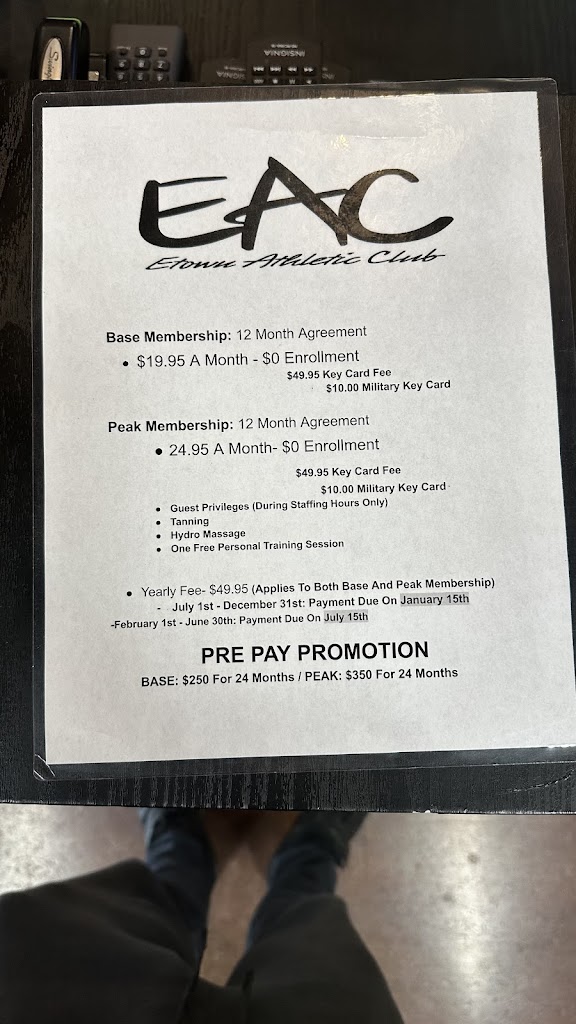 INSIGNIA
EAC
Etown Athletic Club
Base Membership: 12 Month Agreement
• $19.95 A Month - $0 Enrollment
$49.95 Key Card Fee
$10.00 Military Key Card
Peak Membership: 12 Month Agreement
• 24.95 A Month- $0 Enrollment
$49.95 Key Card Fee
$10.00 Military Key Card
• Guest Privileges (During Staffing Hours Only)
• Tanning
• Hydro Massage
• One Free Personal Training Session
• Yearly Fee- $49.95 (Applies To Both Base And Peak Membership)
- July 1st - December 31st: Payment Due On January 15th
-February 1st - June 30th: Payment Due On July 15th
PRE PAY PROMOTION
BASE: $250 For 24 Months / PEAK: $350 For 24 Months